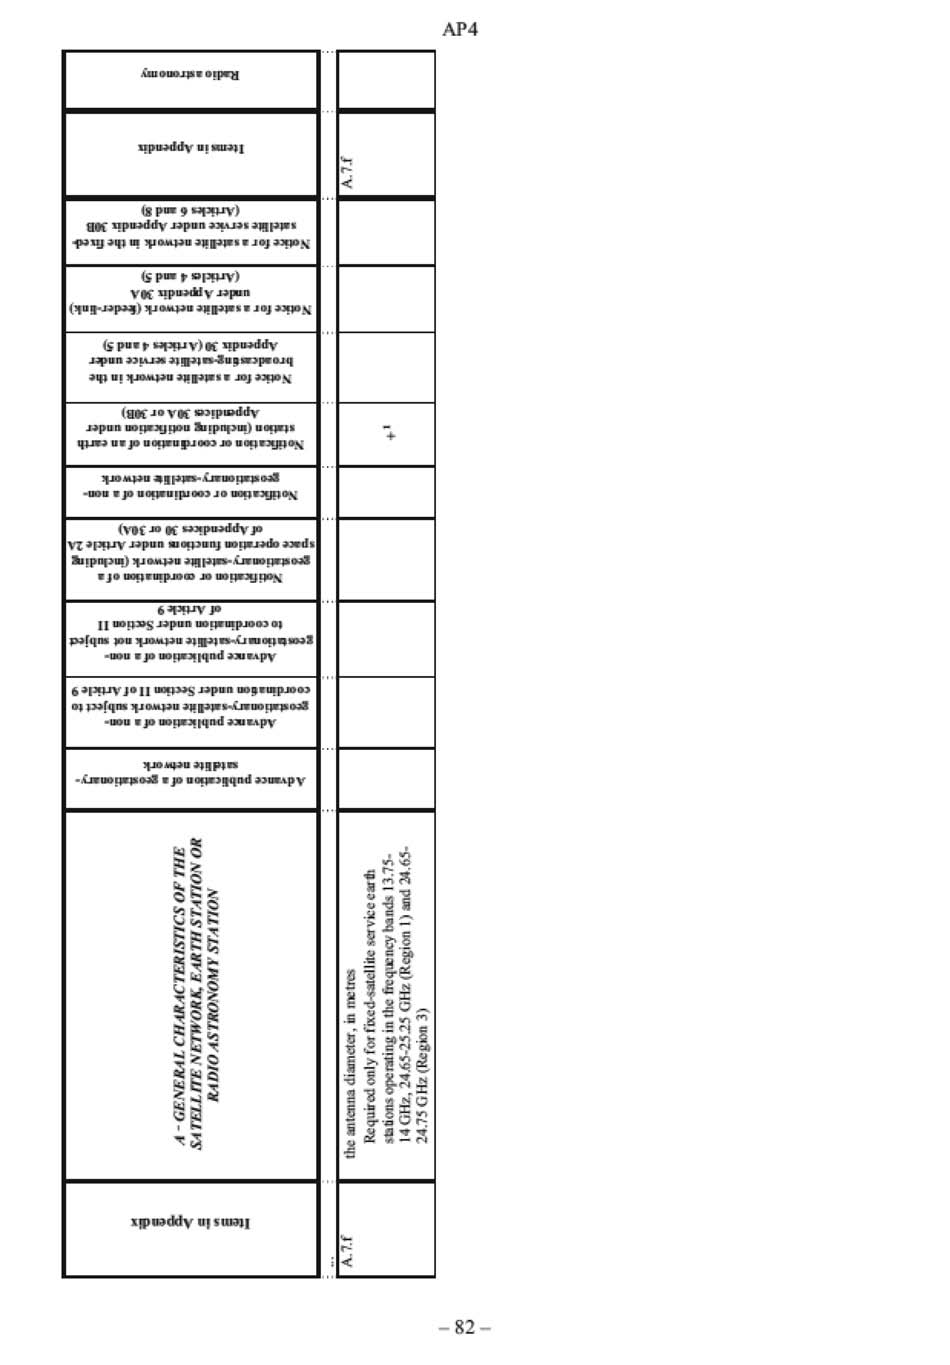 AP4
Items in Appendix
A – GENERAL CHARACTERISTICS OF THE
SATELLITE NETWORK, EARTH STATION OR
RADIO ASTRONOMY STATION
Advance publication of a geostationary-
satellite network
Advance publication of a non-
geostationary-satellite network subject to
coordination under Section II of Article 9
Advance publication of a non-
geostationary-satellite network not subject
to coordination under Section II
of Article 9
Notification or coordination of a
geostationary-satellite network (including
space operation functions under Article 2A
of Appendices 30 or 30A)
Notification or coordination of a non-
geostationary-satellite network
Notification or coordination of an earth
station (including notification under
Appendices 30A or 30B)
Notice for a satellite network in the
broadcasting-satellite service under
Appendix 30 (Articles 4 and 5)
Notice for a satellite network (feeder-link)
under Appendix 30A
(Articles 4 and 5)
Notice for a satellite network in the fixed-
satellite service under Appendix 30B
(Articles 6 and 8)
Items in Appendix
Radio astronomy
...
A.7.f
the antenna diameter, in metres
Required only for fixed-satellite service earth
stations operating in the frequency bands 13.75-
14 GHz, 24.65-25.25 GHz (Region 1) and 24.65-
24.75 GHz (Region 3)
+1
A.7.f
– 82 –